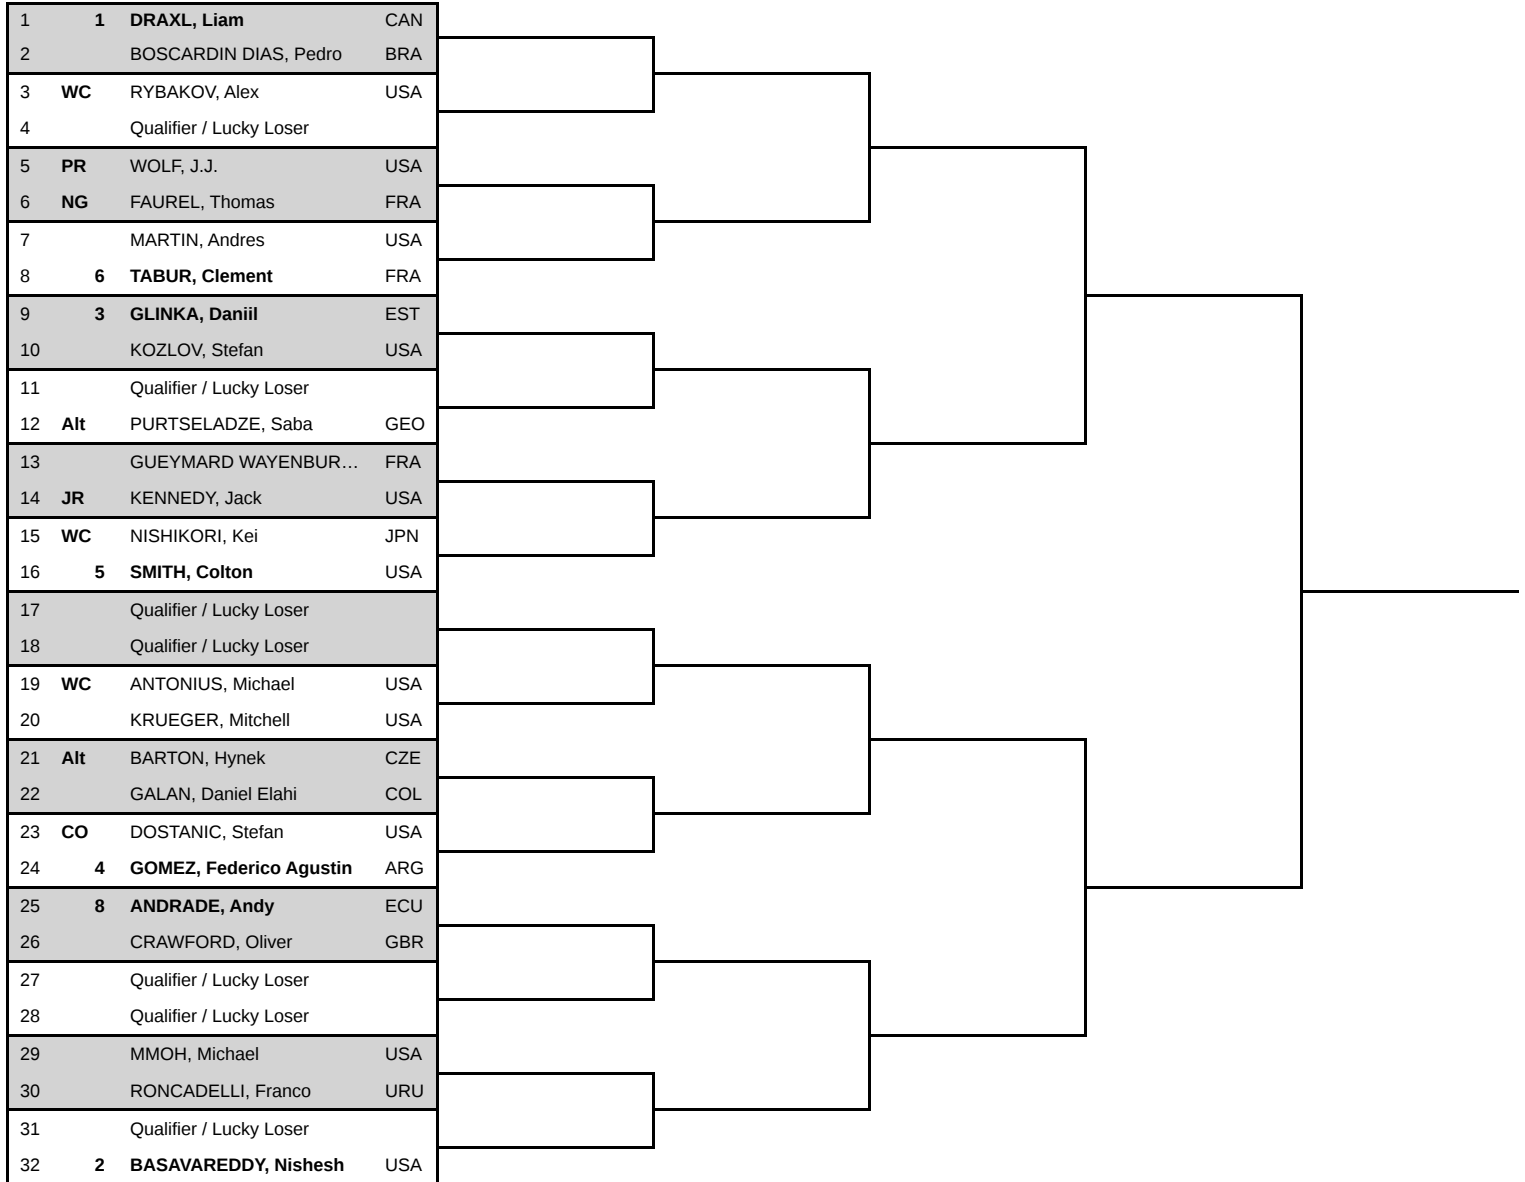 1 1 DRAXL, Liam CAN
2 BOSCARDIN DIAS, Pedro BRA
3 WC RYBAKOV, Alex USA
4 Qualifier / Lucky Loser
5 PR WOLF, J.J. USA
6 NG FAUREL, Thomas FRA
7 MARTIN, Andres USA
8 6 TABUR, Clement FRA
9 3 GLINKA, Daniil EST
10 KOZLOV, Stefan USA
11 Qualifier / Lucky Loser
12 Alt PURTSELADZE, Saba GEO
13 GUEYMARD WAYENBUR… FRA
14 JR KENNEDY, Jack USA
15 WC NISHIKORI, Kei JPN
16 5 SMITH, Colton USA
17 Qualifier / Lucky Loser
18 Qualifier / Lucky Loser
19 WC ANTONIUS, Michael USA
20 KRUEGER, Mitchell USA
21 Alt BARTON, Hynek CZE
22 GALAN, Daniel Elahi COL
23 CO DOSTANIC, Stefan USA
24 4 GOMEZ, Federico Agustin ARG
25 8 ANDRADE, Andy ECU
26 CRAWFORD, Oliver GBR
27 Qualifier / Lucky Loser
28 Qualifier / Lucky Loser
29 MMOH, Michael USA
30 RONCADELLI, Franco URU
31 Qualifier / Lucky Loser
32 2 BASAVAREDDY, Nishesh USA